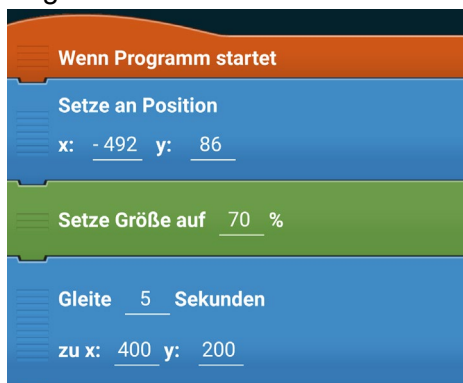 Wenn Programm startet
Setze an Position
x: - 492 y: 86
Setze Größe auf 70 %
Gleite 5 Sekunden
zu x: 400 y: 200